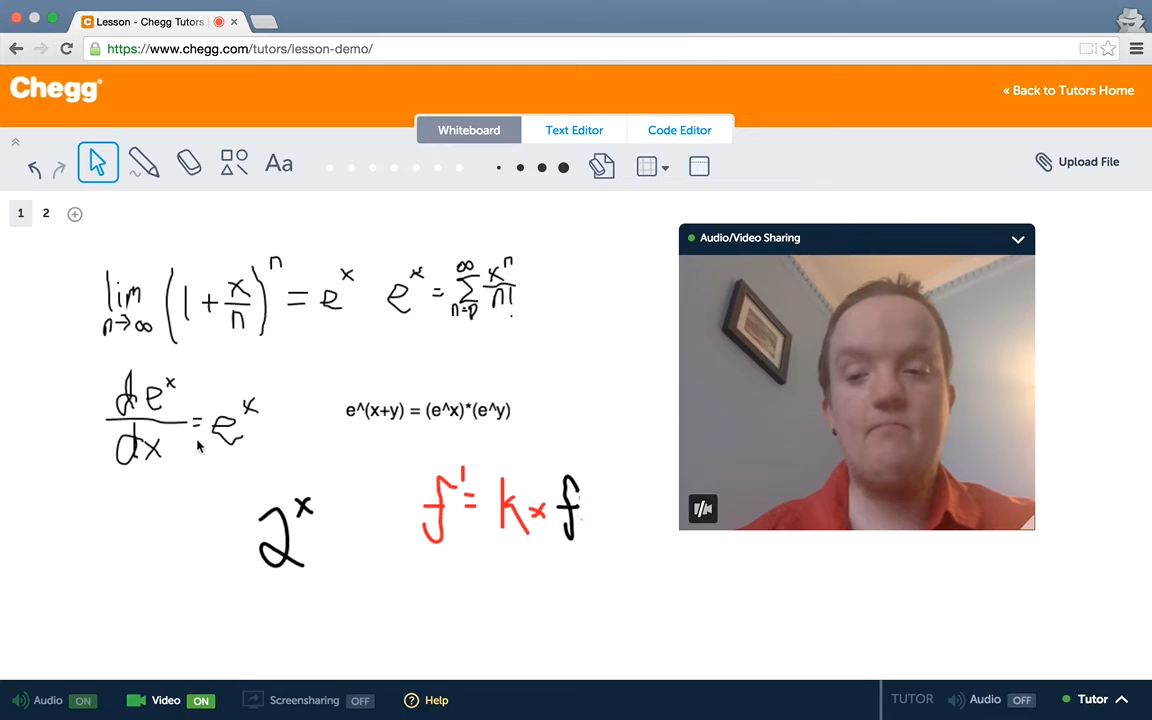 Lesson - Chegg Tutors
https://www.chegg.com/tutors/lesson-demo/
Chegg®
« Back to Tutors Home
Whiteboard Text Editor Code Editor
Aa
Upload File
1 2
Audio/Video Sharing
lim n→∞ (1 + x/n)^n = e^x e^x = ∑ n=0 ∞ x^n/n!
de^x/dx = e^x
e^(x+y) = (e^x)*(e^y)
2^x
f' = k x f
Audio ON Video ON Screensharing OFF ? Help TUTOR Audio OFF Tutor